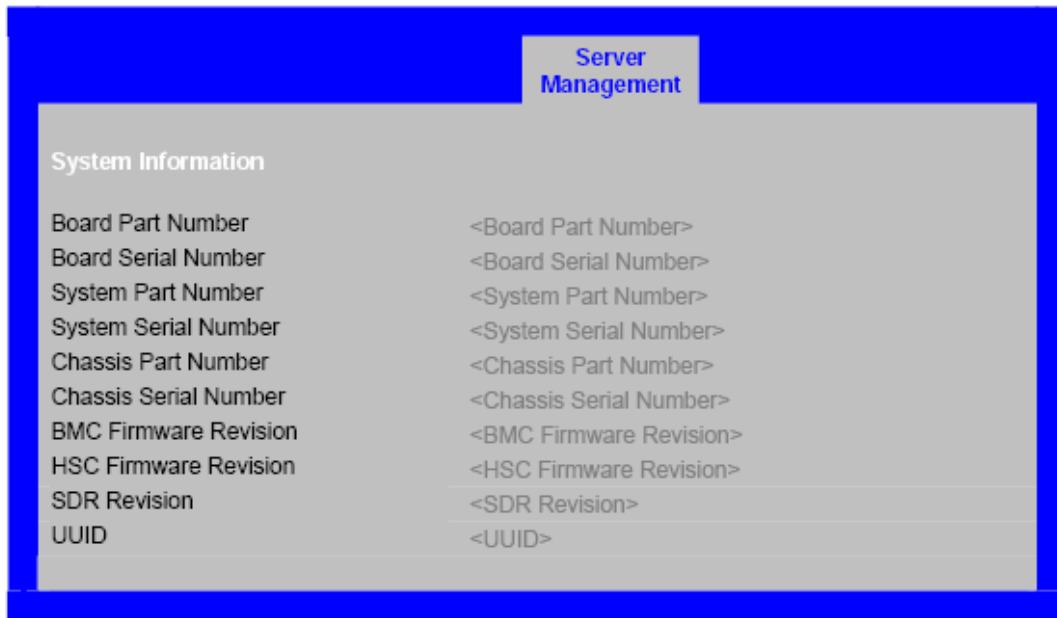 Server
Management
System Information
Board Part Number <Board Part Number>
Board Serial Number <Board Serial Number>
System Part Number <System Part Number>
System Serial Number <System Serial Number>
Chassis Part Number <Chassis Part Number>
Chassis Serial Number <Chassis Serial Number>
BMC Firmware Revision <BMC Firmware Revision>
HSC Firmware Revision <HSC Firmware Revision>
SDR Revision <SDR Revision>
UUID <UUID>